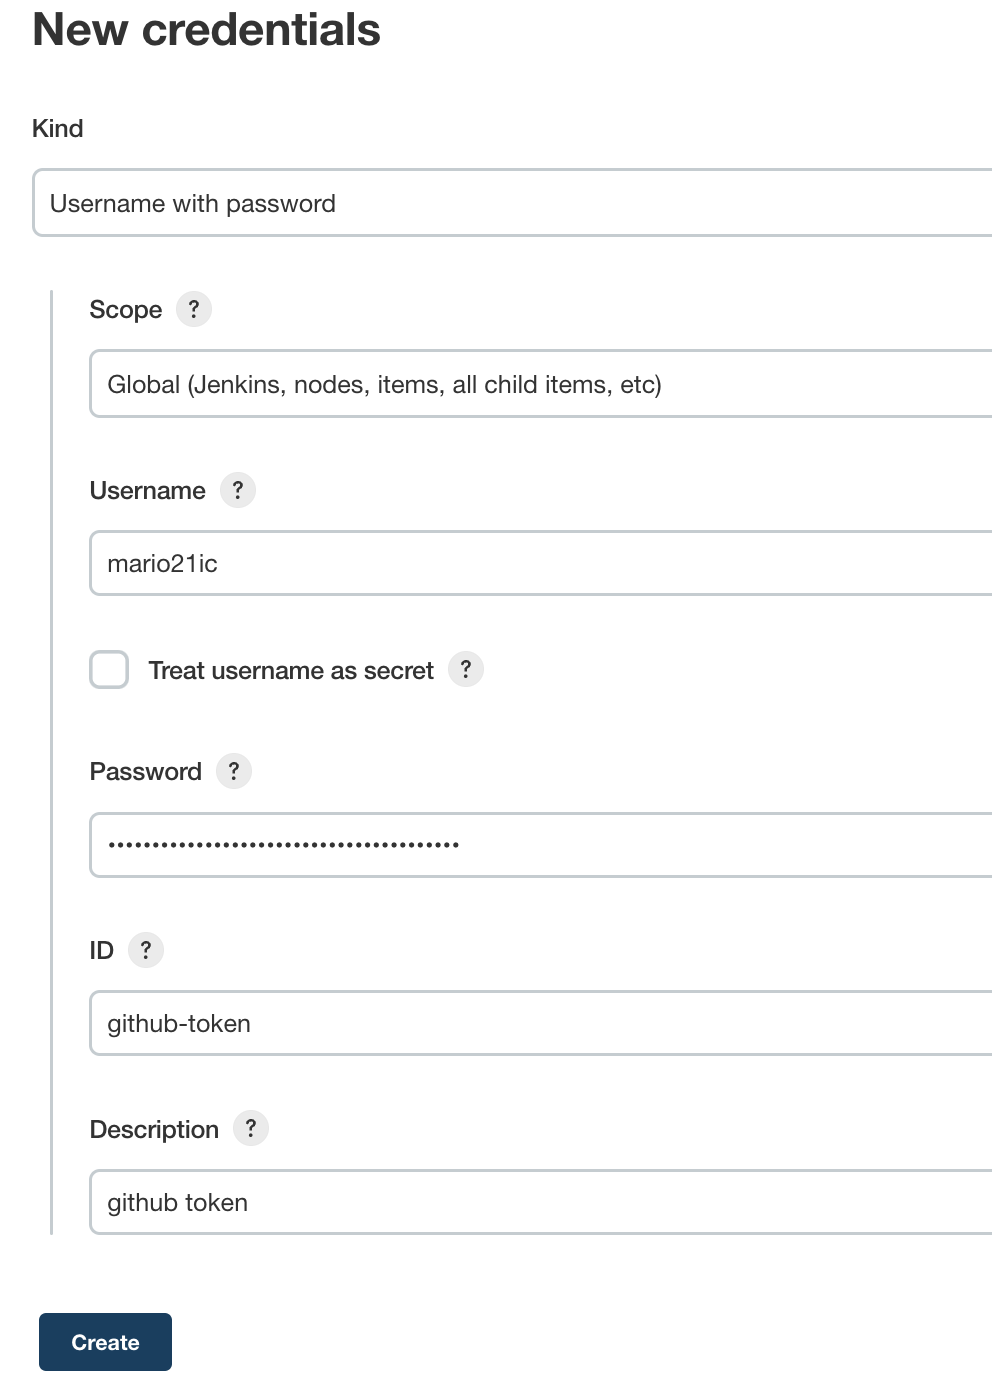 New credentials
Kind
Username with password
Scope ?
Global (Jenkins, nodes, items, all child items, etc)
Username ?
mario21ic
Treat username as secret ?
Password ?
••••••••••••••••••••••••••••••••••••••••
ID ?
github-token
Description ?
github token
Create